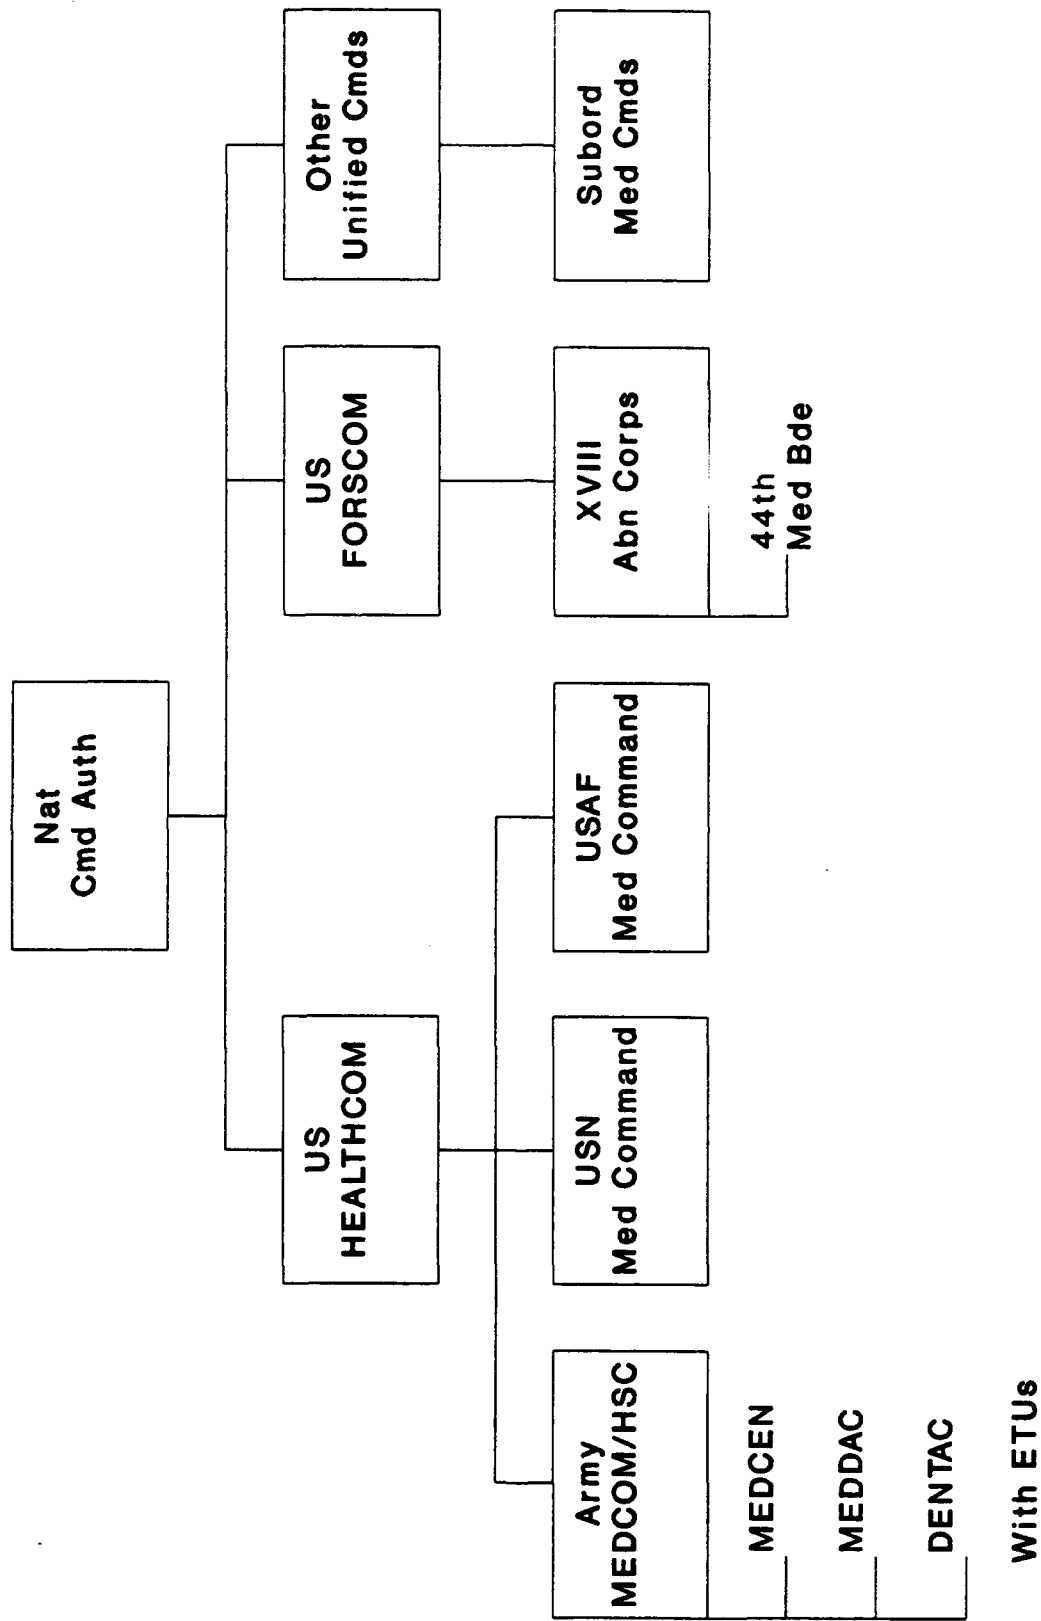 Nat
Cmd Auth
US
HEALTHCOM
US
FORSCOM
Other
Unified Cmds
Army
MEDCOM/HSC
USN
Med Command
USAF
Med Command
XVIII
Abn Corps
Subord
Med Cmds
MEDCEN
MEDDAC
DENTAC
With ETUs
44th
Med Bde